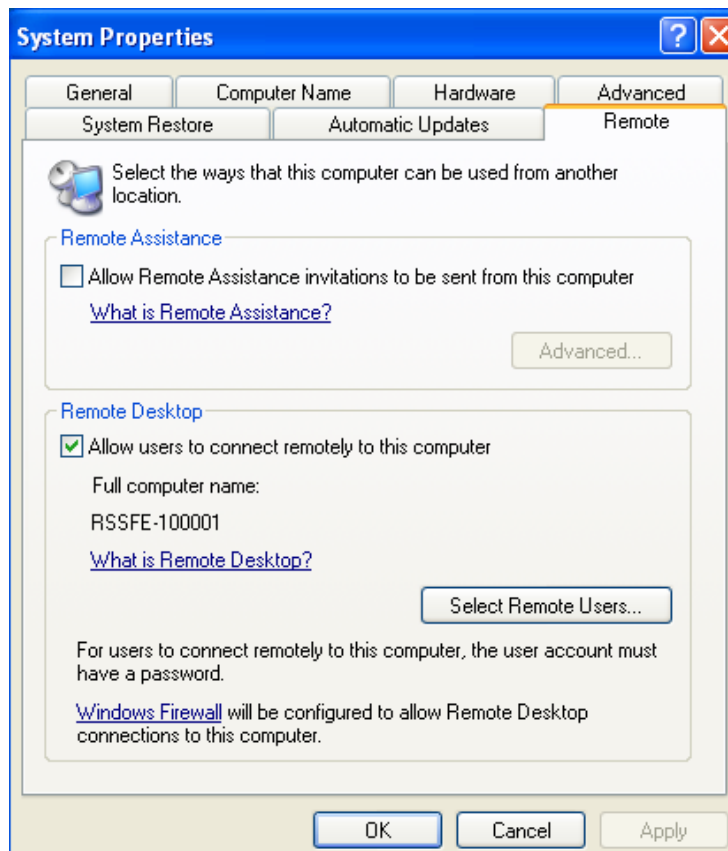 System Properties
General
Computer Name
Hardware
Advanced
System Restore
Automatic Updates
Remote
Select the ways that this computer can be used from another
location.
Remote Assistance
Allow Remote Assistance invitations to be sent from this computer
What is Remote Assistance?
Advanced...
Remote Desktop
Allow users to connect remotely to this computer
Full computer name:
RSSFE-100001
What is Remote Desktop?
Select Remote Users...
For users to connect remotely to this computer, the user account must
have a password.
Windows Firewall will be configured to allow Remote Desktop
connections to this computer.
OK
Cancel
Apply